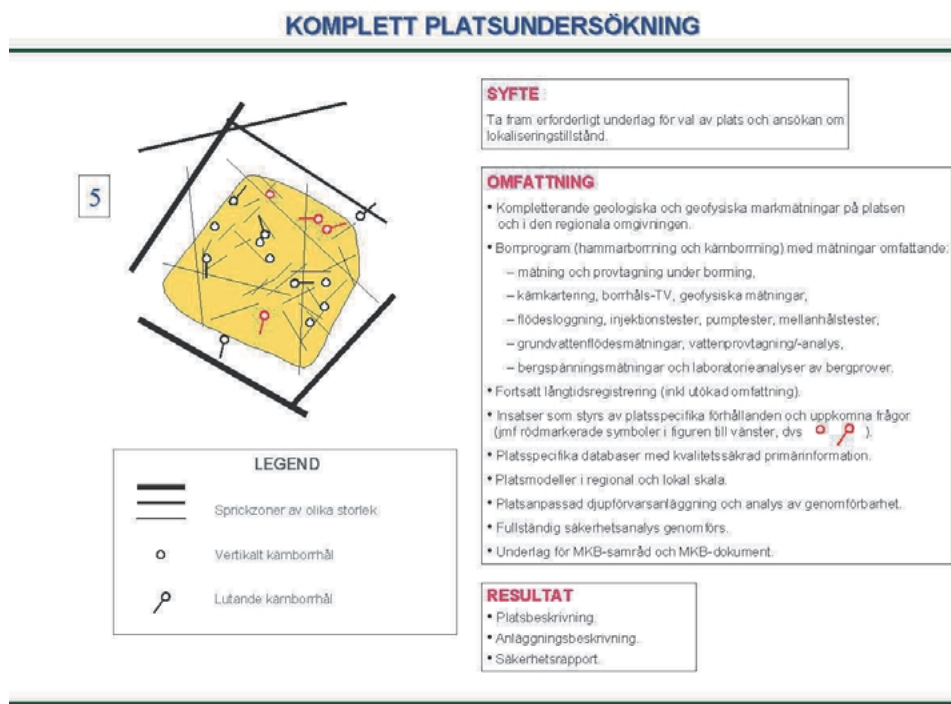 KOMPLETT PLATSUNDERSÖKNING
5
LEGEND
Sprickzoner av olika storlek
Vertikalt kärnborrhål
Lutande kärnborrhål
SYFTE
Ta fram erforderligt underlag för val av plats och ansökan om
lokaliseringstillstånd.
OMFATTNING
• Kompletterande geologiska och geofysiska markmätningar på platsen
och i den regionala omgivningen.
• Borrprogram (hammarborrning och kärnborrning) med mätningar omfattande:
– mätning och provtagning under borrning,
– kärnkartering, borrhåls-TV, geofysiska mätningar,
– flödesloggning, injektionstester, pumptester, mellanhålstester,
– grundvattenflödesmätningar, vattenprovtagning/-analys,
– bergspänningsmätningar och laboratorieanalyser av bergprover.
• Fortsatt långtidsregistrering (inkl utökad omfattning).
• Insatser som styrs av platsspecifika förhållanden och uppkomna frågor
(jmf rödmarkerade symboler i figuren till vänster, dvs ).
• Platsspecifika databaser med kvalitetssäkrad primärinformation.
• Platsmodeller i regional och lokal skala.
• Platsanpassad djupförvarsanläggning och analys av genomförbarhet.
• Fullständig säkerhetsanalys genomförs.
• Underlag för MKB-samråd och MKB-dokument.
RESULTAT
• Platsbeskrivning.
• Anläggningsbeskrivning.
• Säkerhetsrapport.